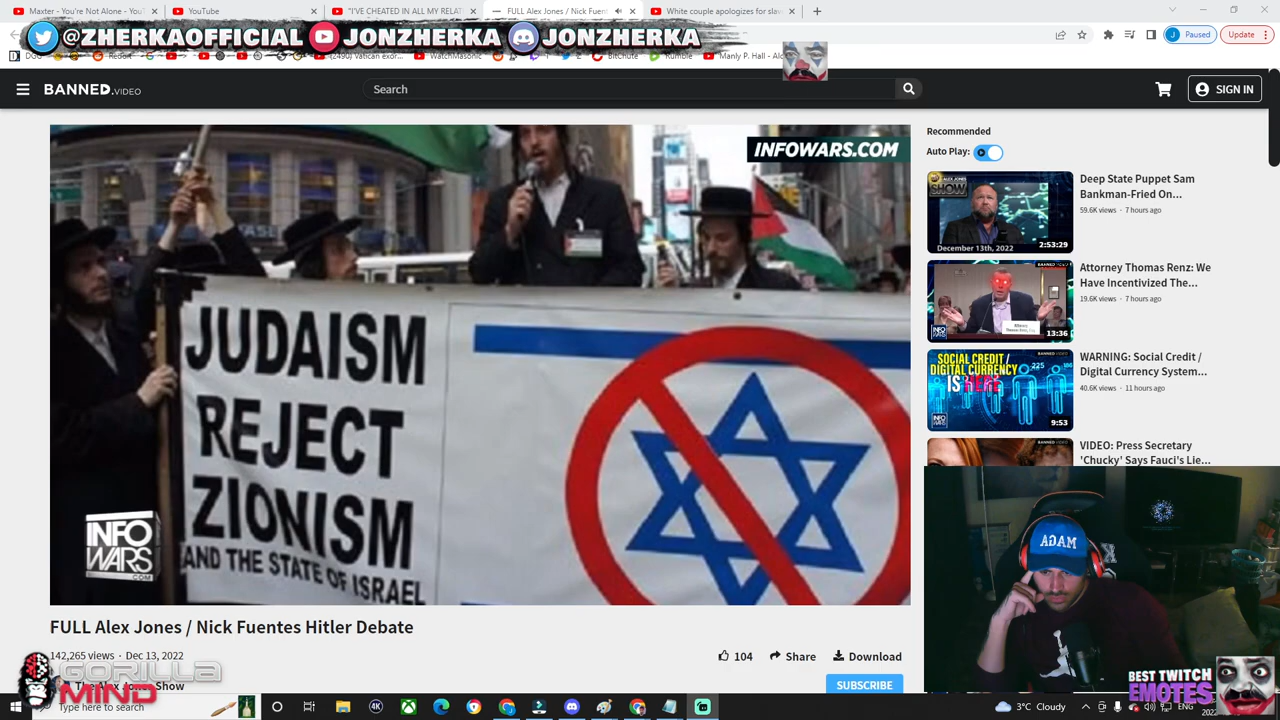 Maxter - You're Not Alone - You
YouTube
"I'VE CHEATED IN ALL MY RELAT
FULL Alex Jones / Nick Fuent
White couple apologizes for slav
@ZHERKAOFFICIAL JONZHERKA JONZHERKA
Paused
Update
Reddit
WatchMasonic
Bitchute
Rumble
Manly P. Hall - Alc
BANNED.VIDEO
Search
SIGN IN
INFOWARS.COM
JUDAISM
REJECT
ZIONISM
AND THE STATE OF ISRAEL
INFO
WARS
.COM
FULL Alex Jones / Nick Fuentes Hitler Debate
142,265 views · Dec 13, 2022
104
Share
Download
The Alex Jones Show
SUBSCRIBE
GORILLA
MIND
Recommended
Auto Play:
December 13th, 2022
2:53:29
Deep State Puppet Sam
Bankman-Fried On...
59.6K views · 7 hours ago
13:36
Attorney Thomas Renz: We
Have Incentivized The...
19.6K views · 7 hours ago
SOCIAL CREDIT /
DIGITAL CURRENCY
IS HERE
9:53
WARNING: Social Credit /
Digital Currency System...
40.6K views · 11 hours ago
VIDEO: Press Secretary
'Chucky' Says Fauci's Lie...
ADAM
BEST TWITCH
EMOTES
Type here to search
3°C Cloudy
ENG